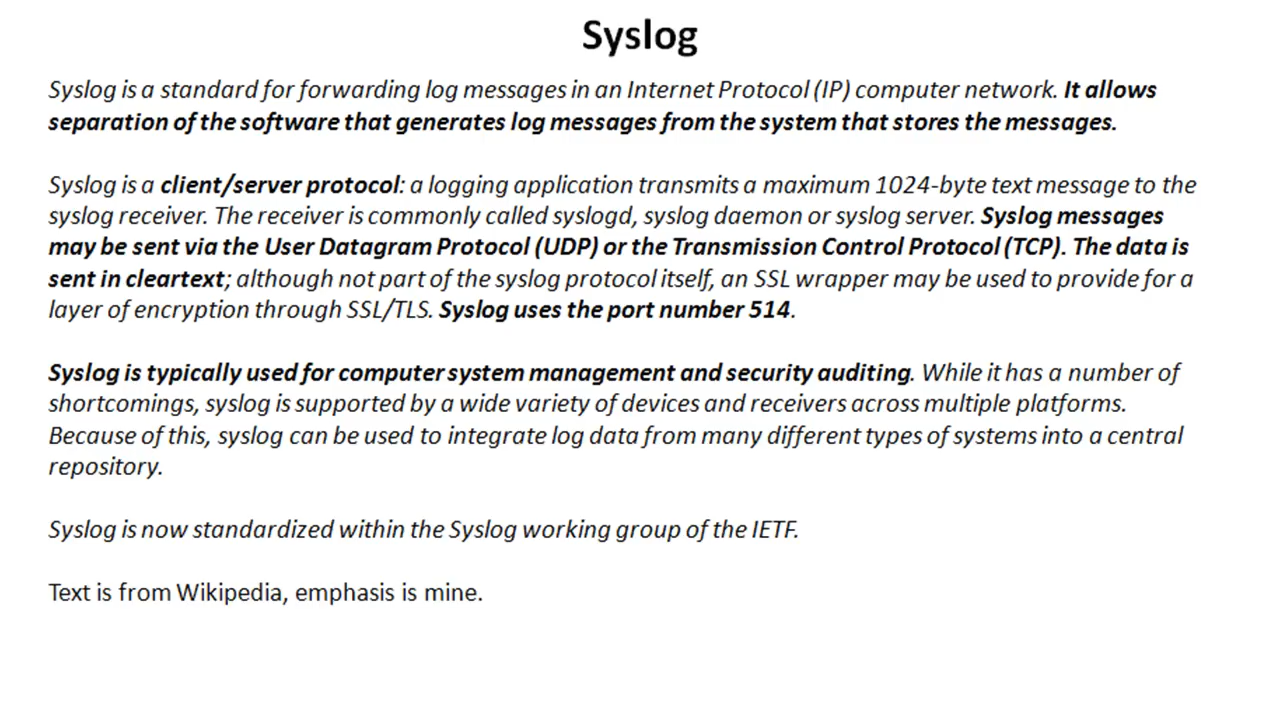 Syslog
Syslog is a standard for forwarding log messages in an Internet Protocol (IP) computer network. It allows
separation of the software that generates log messages from the system that stores the messages.
Syslog is a client/server protocol: a logging application transmits a maximum 1024-byte text message to the
syslog receiver. The receiver is commonly called syslogd, syslog daemon or syslog server. Syslog messages
may be sent via the User Datagram Protocol (UDP) or the Transmission Control Protocol (TCP). The data is
sent in cleartext; although not part of the syslog protocol itself, an SSL wrapper may be used to provide for a
layer of encryption through SSL/TLS. Syslog uses the port number 514.
Syslog is typically used for computer system management and security auditing. While it has a number of
shortcomings, syslog is supported by a wide variety of devices and receivers across multiple platforms.
Because of this, syslog can be used to integrate log data from many different types of systems into a central
repository.
Syslog is now standardized within the Syslog working group of the IETF.
Text is from Wikipedia, emphasis is mine.